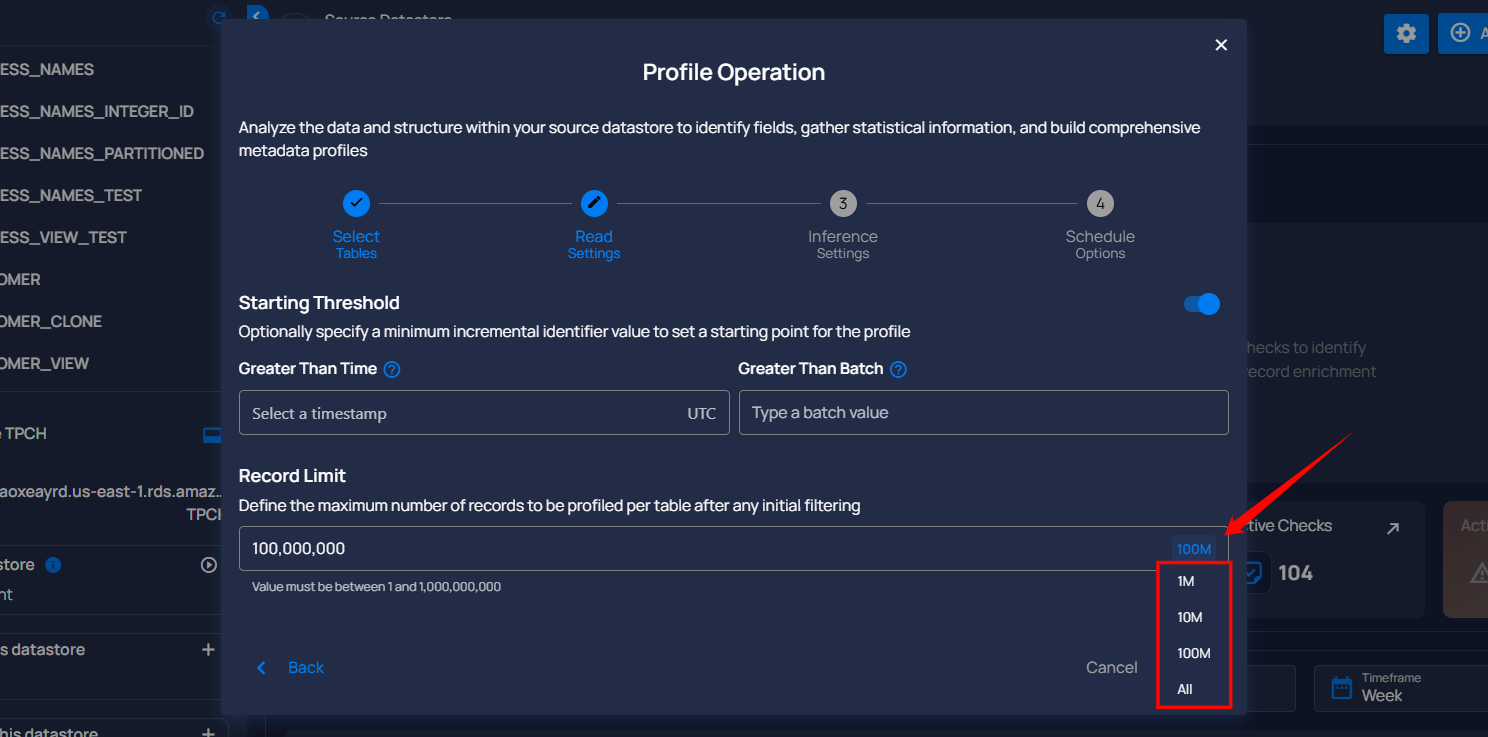 Source Datastore
ESS_NAMES
ESS_NAMES_INTEGER_ID
ESS_NAMES_PARTITIONED
ESS_NAMES_TEST
ESS_VIEW_TEST
OMER
OMER_CLONE
OMER_VIEW
TPCH
aoxeayrd.us-east-1.rds.amaz...
TPCH
store
nt
s datastore
his datastore
Profile Operation
Analyze the data and structure within your source datastore to identify fields, gather statistical information, and build comprehensive
metadata profiles
3
4
Select
Tables
Read
Settings
Inference
Settings
Schedule
Options
Starting Threshold
Optionally specify a minimum incremental identifier value to set a starting point for the profile
Greater Than Time
Greater Than Batch
Select a timestamp UTC
Type a batch value
Record Limit
Define the maximum number of records to be profiled per table after any initial filtering
100,000,000
100M
Value must be between 1 and 1,000,000,000
1M
10M
100M
All
Back
Cancel
A
hecks to identify
record enrichment
tive Checks
104
Acti
Timeframe
Week